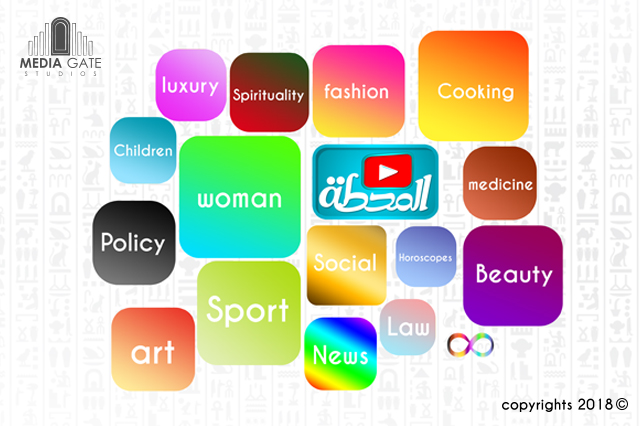 MEDIA GATE
STUDIOS
luxury
Spirituality
fashion
Cooking
Children
woman
المحطة
medicine
Policy
Social
Horoscopes
Beauty
Sport
art
News
Law
copyrights 2018©